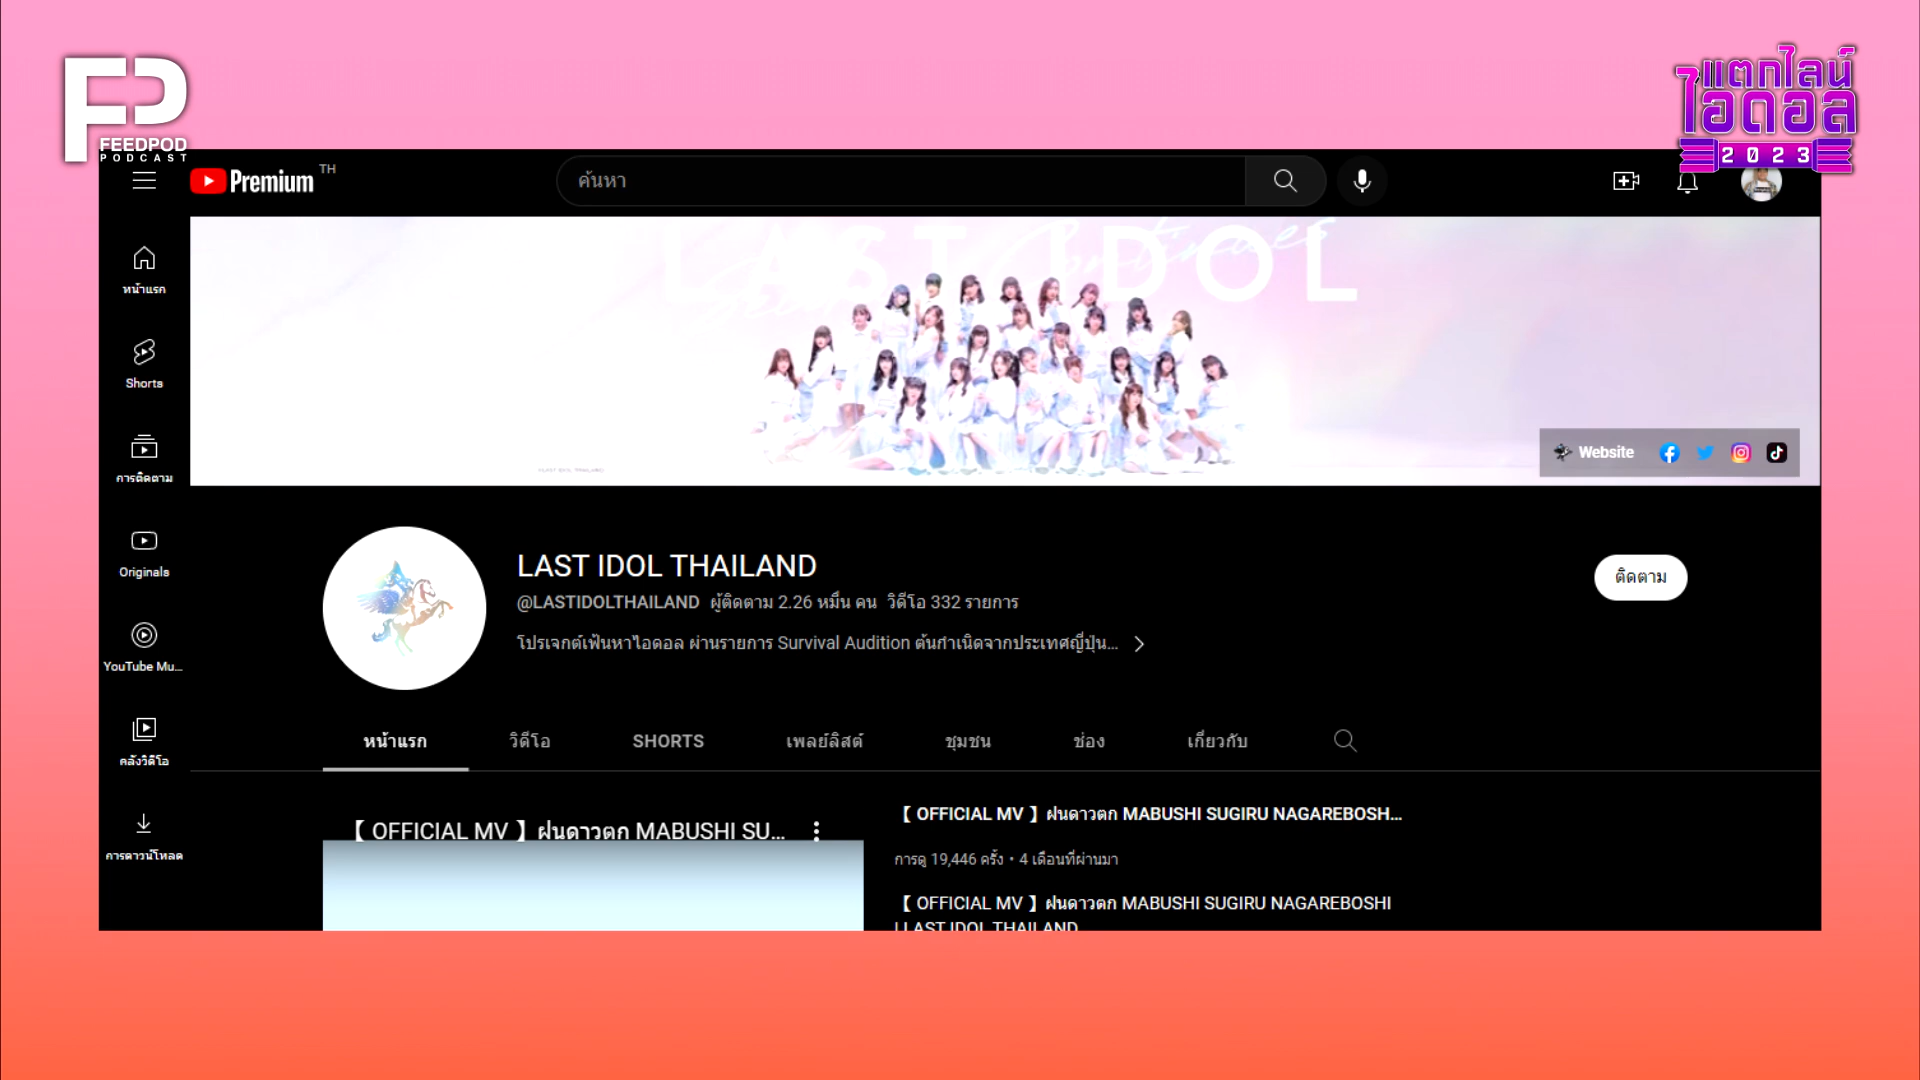 FP
FEEDPOD
PODCAST
แตกไลน์
ไอดอล
2023
Premium TH
ค้นหา
LAST IDOL
Website
หน้าแรก
Shorts
การติดตาม
Originals
YouTube Mu...
คลังวิดีโอ
การดาวน์โหลด
LAST IDOL THAILAND
@LASTIDOLTHAILAND ผู้ติดตาม 2.26 หมื่น คน วิดีโอ 332 รายการ
โปรเจกต์เฟ้นหาไอดอล ผ่านรายการ Survival Audition ต้นกำเนิดจากประเทศญี่ปุ่น...
ติดตาม
หน้าแรก วิดีโอ SHORTS เพลย์ลิสต์ ชุมชน ช่อง เกี่ยวกับ
【 OFFICIAL MV 】ฝนดาวตก MABUSHI SU...
【 OFFICIAL MV 】ฝนดาวตก MABUSHI SUGIRU NAGAREBOSH...
การดู 19,446 ครั้ง • 4 เดือนที่ผ่านมา
【 OFFICIAL MV 】ฝนดาวตก MABUSHI SUGIRU NAGAREBOSHI
| LAST IDOL THAILAND